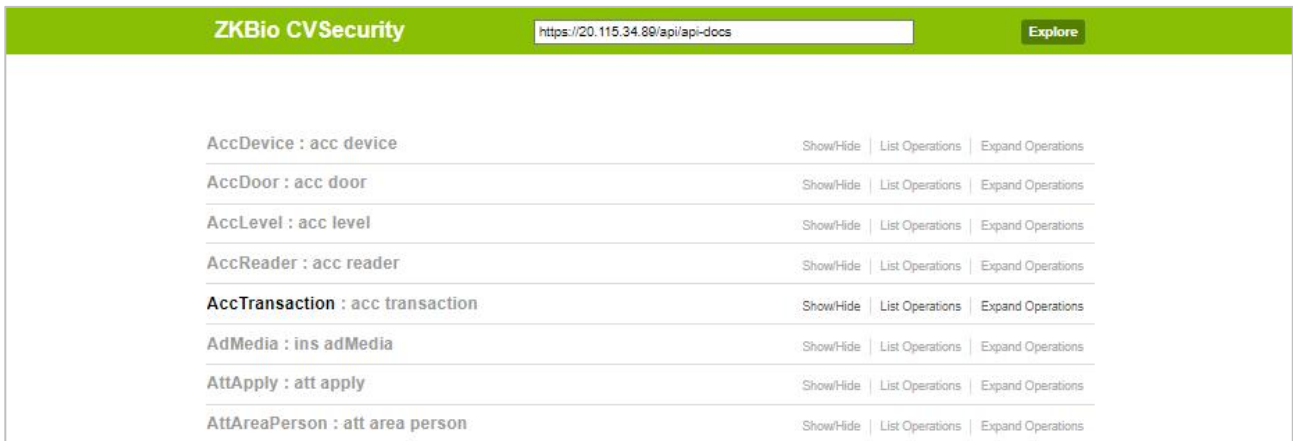 ZKBio CVSecurity https://20.115.34.89/api/api-docs Explore
AccDevice : acc device Show/Hide List Operations Expand Operations
AccDoor : acc door Show/Hide List Operations Expand Operations
AccLevel : acc level Show/Hide List Operations Expand Operations
AccReader : acc reader Show/Hide List Operations Expand Operations
AccTransaction : acc transaction Show/Hide List Operations Expand Operations
AdMedia : ins adMedia Show/Hide List Operations Expand Operations
AttApply : att apply Show/Hide List Operations Expand Operations
AttAreaPerson : att area person Show/Hide List Operations Expand Operations